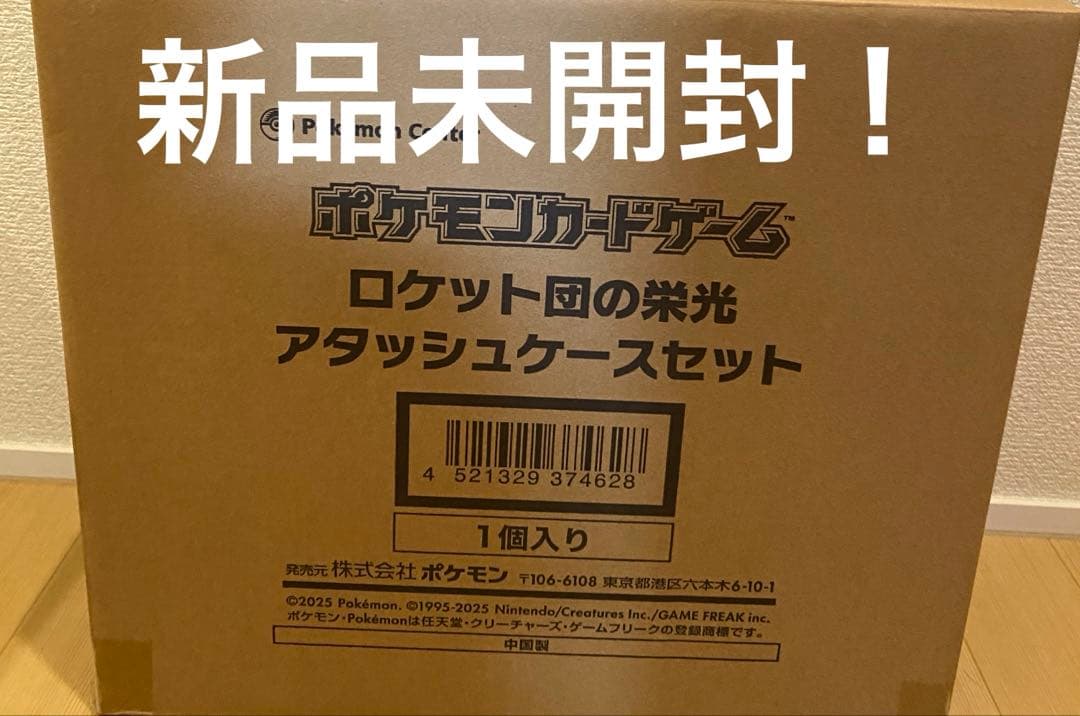 新品未開封！
Pokémon Center
ポケモンカードゲーム™
ロケット団の栄光
アタッシュケースセット
4 521329 374628
1個入り
発売元 株式会社 ポケモン 〒106-6108 東京都港区六本木6-10-1
©2025 Pokémon. ©1995-2025 Nintendo/Creatures Inc./GAME FREAK inc.
ポケモン・Pokémonは任天堂・クリーチャーズ・ゲームフリークの登録商標です。
中国製